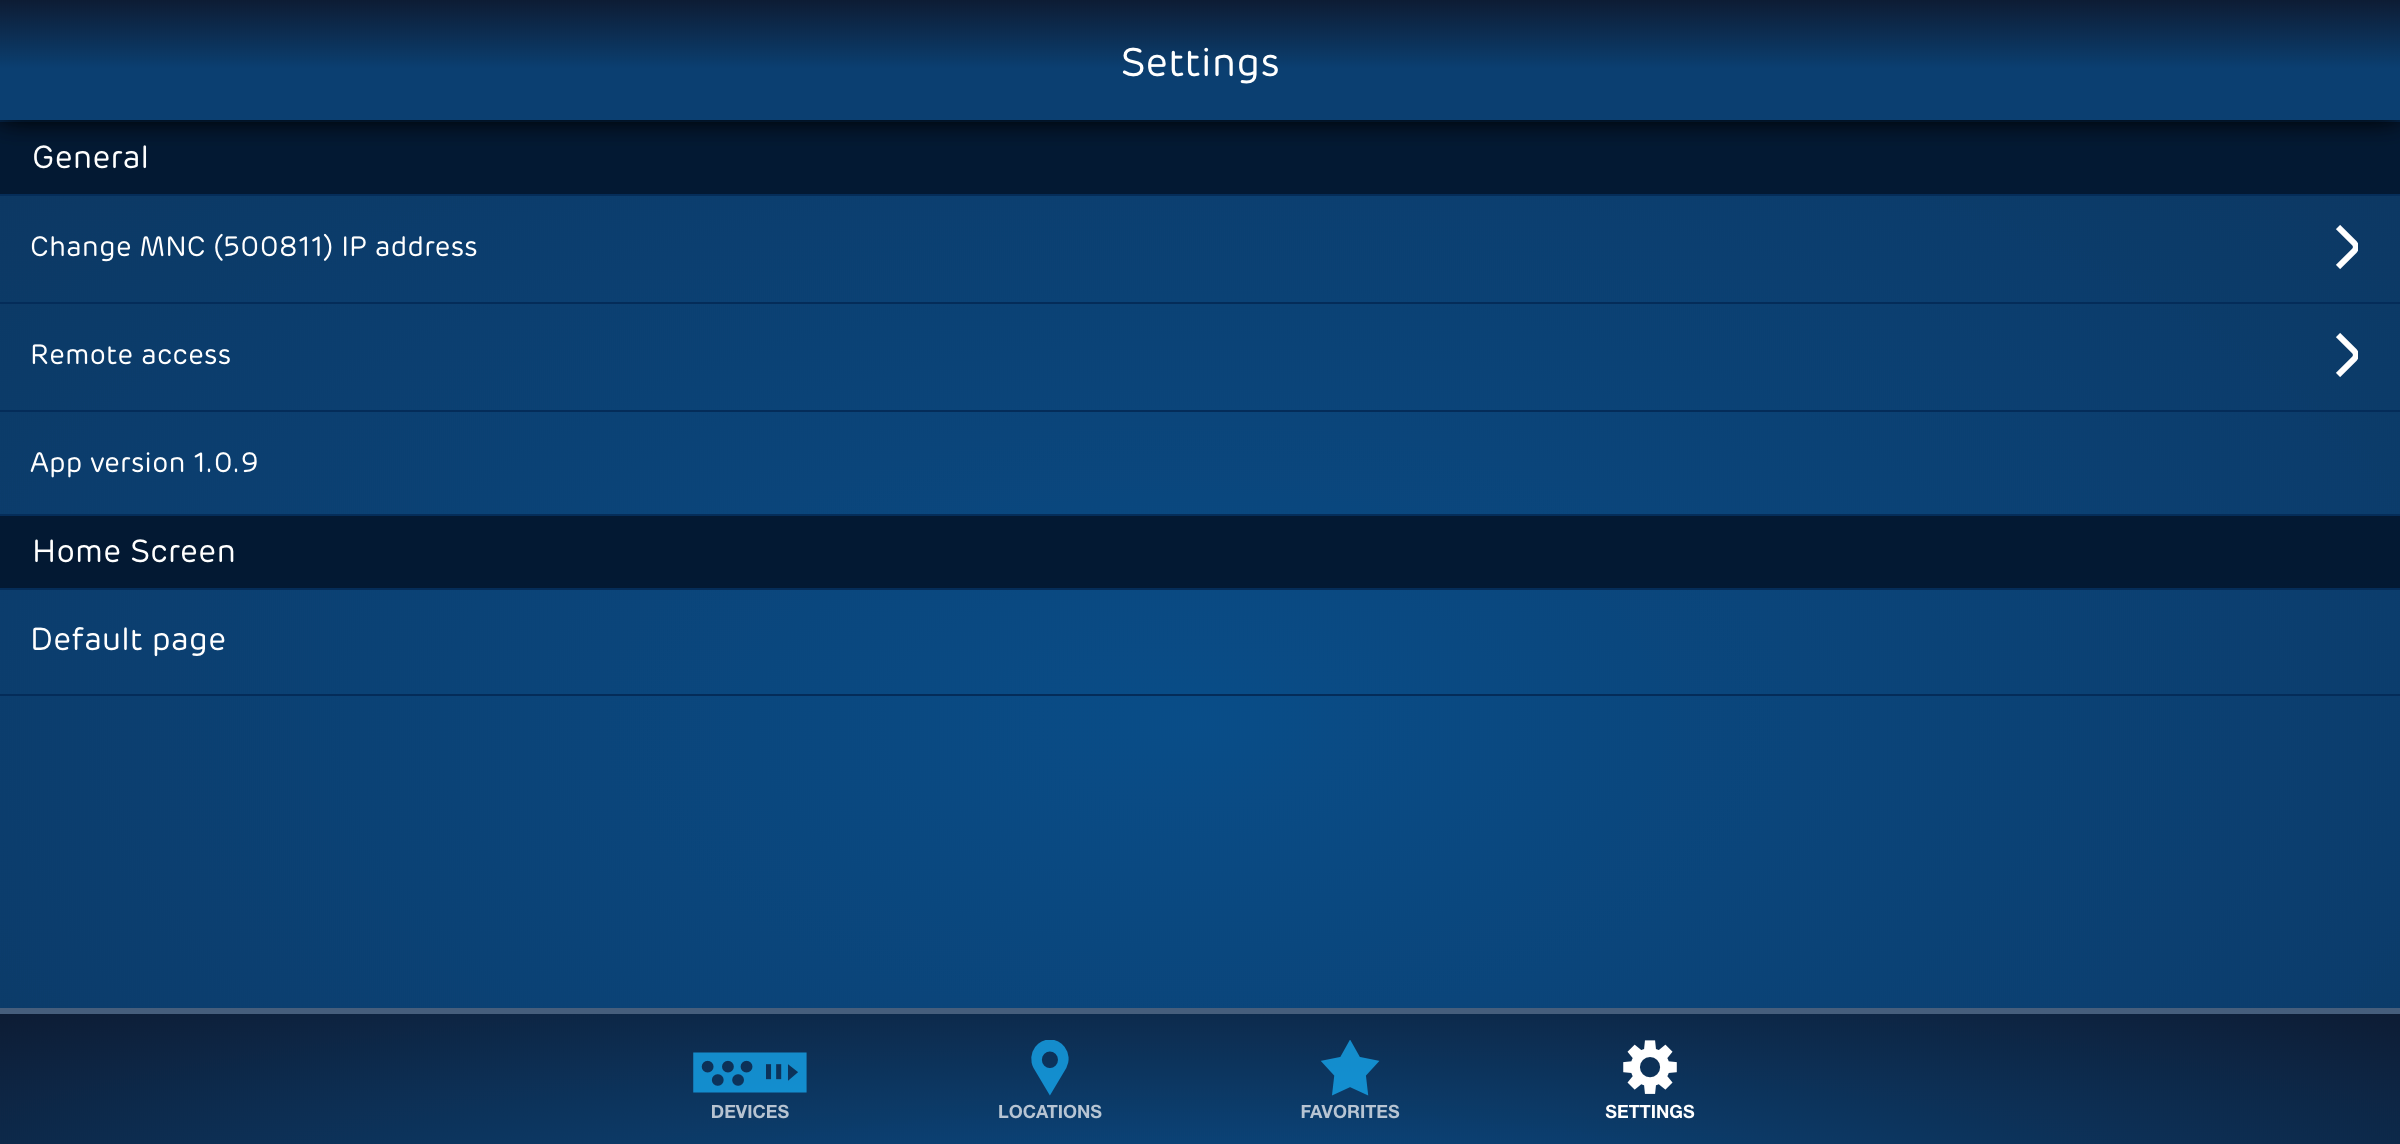 Settings
General
Change MNC (500811) IP address
Remote access
App version 1.0.9
Home Screen
Default page
DEVICES
LOCATIONS
FAVORITES
SETTINGS